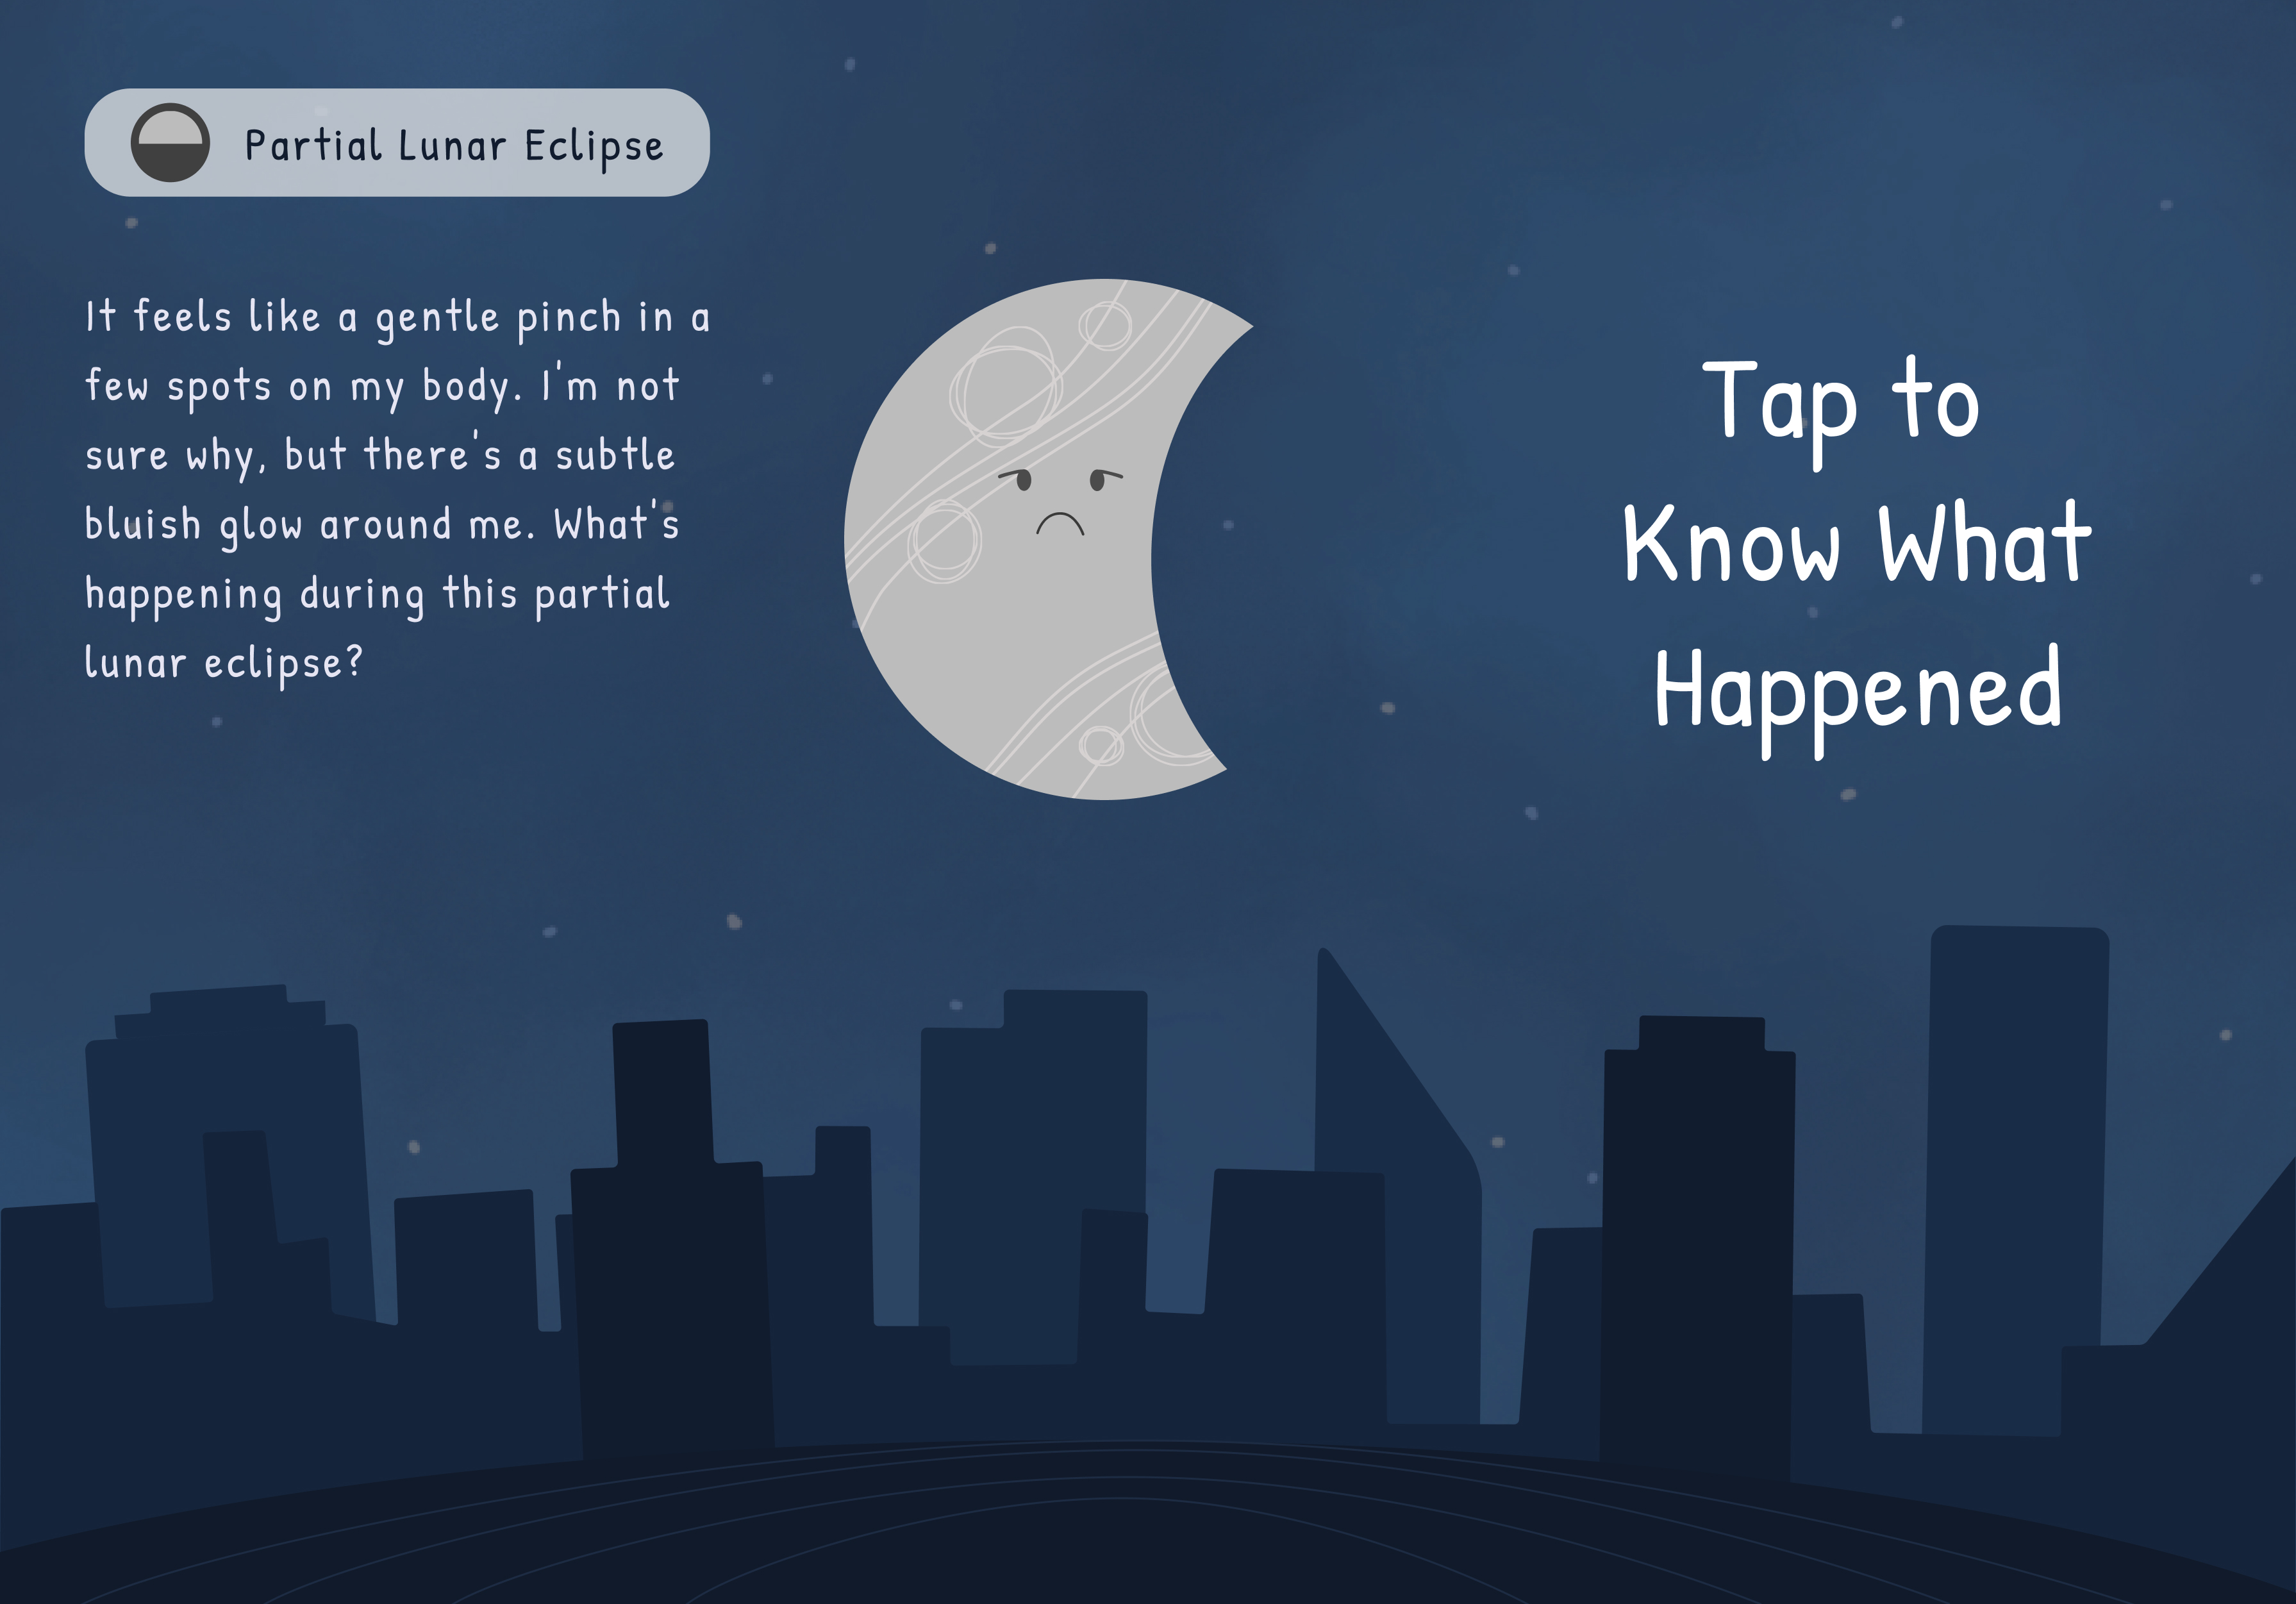 Partial Lunar Eclipse
It feels like a gentle pinch in a
few spots on my body. I'm not
sure why, but there's a subtle
bluish glow around me. What's
happening during this partial
lunar eclipse?
Tap to
Know What
Happened